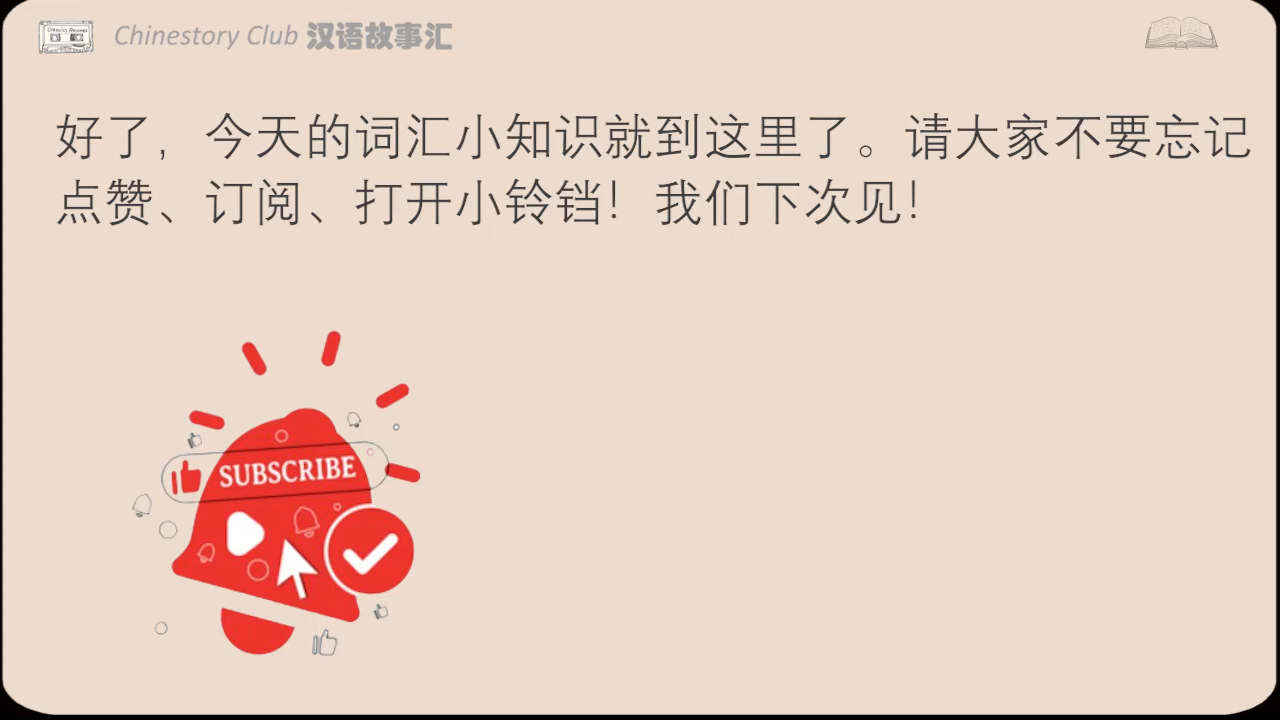 Chinestory Club 汉语故事汇
好了，今天的词汇小知识就到这里了。请大家不要忘记
点赞、订阅、打开小铃铛！我们下次见！
SUBSCRIBE